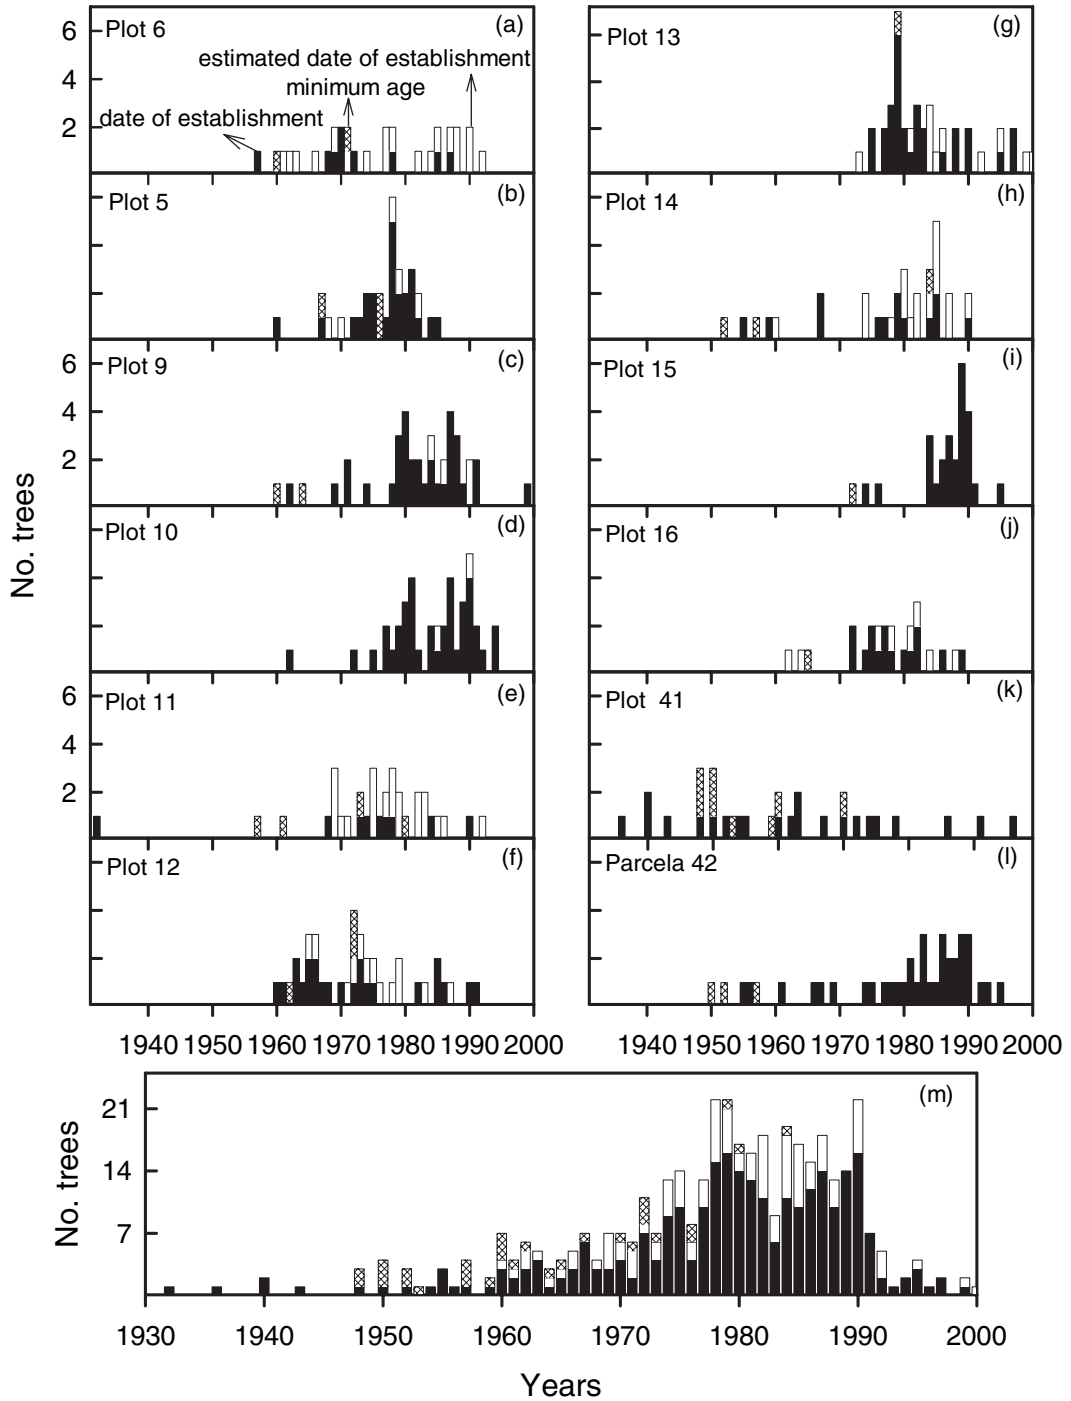 Plot 6
(a)
6
4
2
estimated date of establishment
minimum age
date of establishment
Plot 13
(g)
Plot 5
(b)
Plot 14
(h)
Plot 9
(c)
6
4
2
Plot 15
(i)
No. trees
Plot 10
(d)
Plot 16
(j)
Plot 11
(e)
6
4
2
Plot 41
(k)
Plot 12
(f)
Parcela 42
(l)
1940 1950 1960 1970 1980 1990 2000
1940 1950 1960 1970 1980 1990 2000
(m)
No. trees
21
14
7
1930 1940 1950 1960 1970 1980 1990 2000
Years